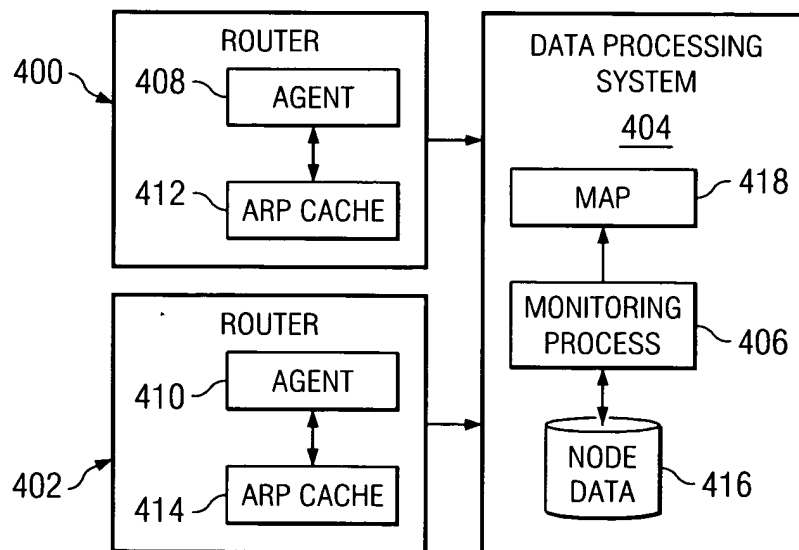 ROUTER
400
408
AGENT
412
ARP CACHE
ROUTER
410
AGENT
402
414
ARP CACHE
DATA PROCESSING
SYSTEM
404
MAP
418
MONITORING
PROCESS
406
NODE
DATA
416